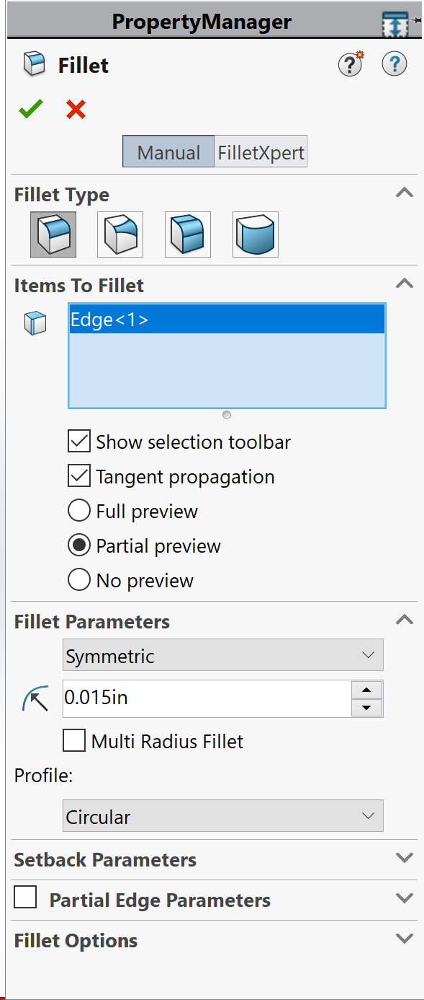 PropertyManager
Fillet
Manual FilletXpert
Fillet Type
Items To Fillet
Edge<1>
Show selection toolbar
Tangent propagation
Full preview
Partial preview
No preview
Fillet Parameters
Symmetric
0.015in
Multi Radius Fillet
Profile:
Circular
Setback Parameters
Partial Edge Parameters
Fillet Options